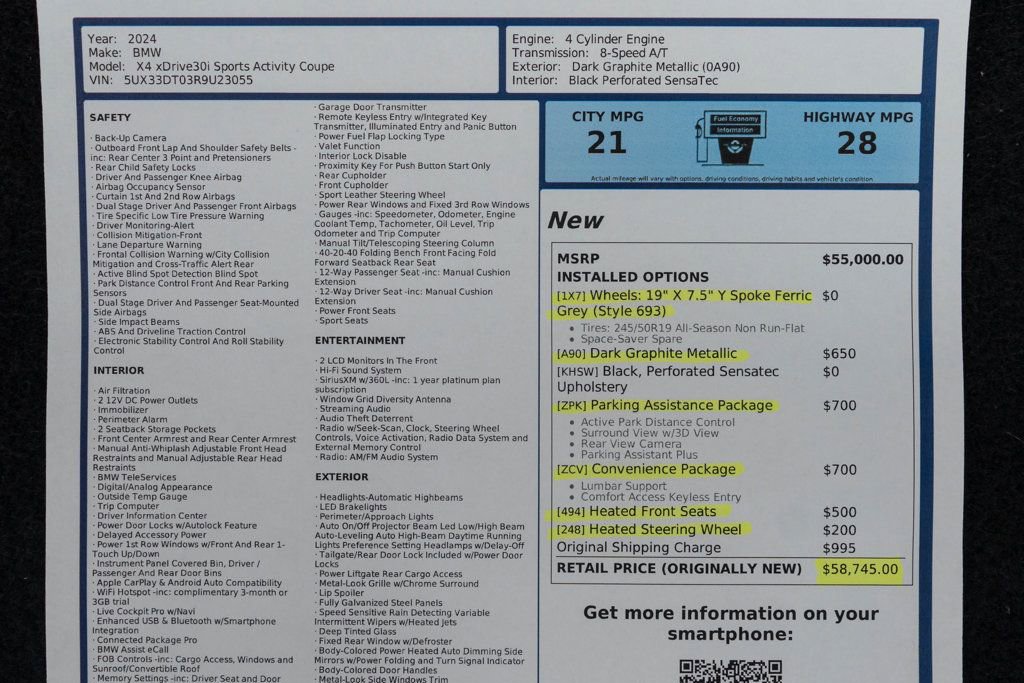 Year: 2024
Make: BMW
Model: X4 xDrive30i Sports Activity Coupe
VIN: 5UX33DT03R9U23055
Engine: 4 Cylinder Engine
Transmission: 8-Speed A/T
Exterior: Dark Graphite Metallic (0A90)
Interior: Black Perforated SensaTec
SAFETY
· Back-Up Camera
· Outboard Front Lap And Shoulder Safety Belts -
inc: Rear Center 3 Point and Pretensioners
· Rear Child Safety Locks
· Driver And Passenger Knee Airbag
· Airbag Occupancy Sensor
· Curtain 1st And 2nd Row Airbags
· Dual Stage Driver And Passenger Front Airbags
· Tire Specific Low Tire Pressure Warning
· Driver Monitoring-Alert
· Collision Mitigation-Front
· Lane Departure Warning
· Frontal Collision Warning w/City Collision
Mitigation and Cross-Traffic Alert Rear
· Active Blind Spot Detection Blind Spot
· Park Distance Control Front And Rear Parking
Sensors
· Dual Stage Driver And Passenger Seat-Mounted
Side Airbags
· Side Impact Beams
· ABS And Driveline Traction Control
· Electronic Stability Control And Roll Stability
Control
INTERIOR
· Air Filtration
· 2 12V DC Power Outlets
· Immobilizer
· Perimeter Alarm
· 2 Seatback Storage Pockets
· Front Center Armrest and Rear Center Armrest
· Manual Anti-Whiplash Adjustable Front Head
Restraints and Manual Adjustable Rear Head
Restraints
· BMW TeleServices
· Digital/Analog Appearance
· Outside Temp Gauge
· Trip Computer
· Driver Information Center
· Power Door Locks w/Autolock Feature
· Delayed Accessory Power
· Power 1st Row Windows w/Front And Rear 1-
Touch Up/Down
· Instrument Panel Covered Bin, Driver /
Passenger And Rear Door Bins
· Apple CarPlay & Android Auto Compatibility
· WiFi Hotspot -inc: complimentary 3-month or
3GB trial
· Live Cockpit Pro w/Navi
· Enhanced USB & Bluetooth w/Smartphone
Integration
· Connected Package Pro
· BMW Assist eCall
· FOB Controls -inc: Cargo Access, Windows and
Sunroof/Convertible Roof
· Memory Settings -inc: Driver Seat and Door
· Garage Door Transmitter
· Remote Keyless Entry w/Integrated Key
Transmitter, Illuminated Entry and Panic Button
· Power Fuel Flap Locking Type
· Valet Function
· Interior Lock Disable
· Proximity Key For Push Button Start Only
· Rear Cupholder
· Front Cupholder
· Sport Leather Steering Wheel
· Power Rear Windows and Fixed 3rd Row Windows
· Gauges -inc: Speedometer, Odometer, Engine
Coolant Temp, Tachometer, Oil Level, Trip
Odometer and Trip Computer
· Manual Tilt/Telescoping Steering Column
· 40-20-40 Folding Bench Front Facing Fold
Forward Seatback Rear Seat
· 12-Way Passenger Seat -inc: Manual Cushion
Extension
· 12-Way Driver Seat -inc: Manual Cushion
Extension
· Power Front Seats
· Sport Seats
ENTERTAINMENT
· 2 LCD Monitors In The Front
· Hi-Fi Sound System
· SiriusXM w/360L -inc: 1 year platinum plan
subscription
· Window Grid Diversity Antenna
· Streaming Audio
· Audio Theft Deterrent
· Radio w/Seek-Scan, Clock, Steering Wheel
Controls, Voice Activation, Radio Data System and
External Memory Control
· Radio: AM/FM Audio System
EXTERIOR
· Headlights-Automatic Highbeams
· LED Brakelights
· Perimeter/Approach Lights
· Auto On/Off Projector Beam Led Low/High Beam
Auto-Leveling Auto High-Beam Daytime Running
Lights Preference Setting Headlamps w/Delay-Off
· Tailgate/Rear Door Lock Included w/Power Door
Locks
· Power Liftgate Rear Cargo Access
· Metal-Look Grille w/Chrome Surround
· Lip Spoiler
· Fully Galvanized Steel Panels
· Speed Sensitive Rain Detecting Variable
Intermittent Wipers w/Heated Jets
· Deep Tinted Glass
· Fixed Rear Window w/Defroster
· Body-Colored Power Heated Auto Dimming Side
Mirrors w/Power Folding and Turn Signal Indicator
· Body-Colored Door Handles
· Metal-Look Side Windows Trim
CITY MPG
21
Fuel Economy
Information
HIGHWAY MPG
28
Actual mileage will vary with options, driving conditions, driving habits and vehicle's condition
New
MSRP $55,000.00
INSTALLED OPTIONS
[1X7] Wheels: 19" X 7.5" Y Spoke Ferric $0
Grey (Style 693)
• Tires: 245/50R19 All-Season Non Run-Flat
• Space-Saver Spare
[A90] Dark Graphite Metallic $650
[KHSW] Black, Perforated Sensatec $0
Upholstery
[ZPK] Parking Assistance Package $700
• Active Park Distance Control
• Surround View w/3D View
• Rear View Camera
• Parking Assistant Plus
[ZCV] Convenience Package $700
• Lumbar Support
• Comfort Access Keyless Entry
[494] Heated Front Seats $500
[248] Heated Steering Wheel $200
Original Shipping Charge $995
RETAIL PRICE (ORIGINALLY NEW) $58,745.00
Get more information on your
smartphone: